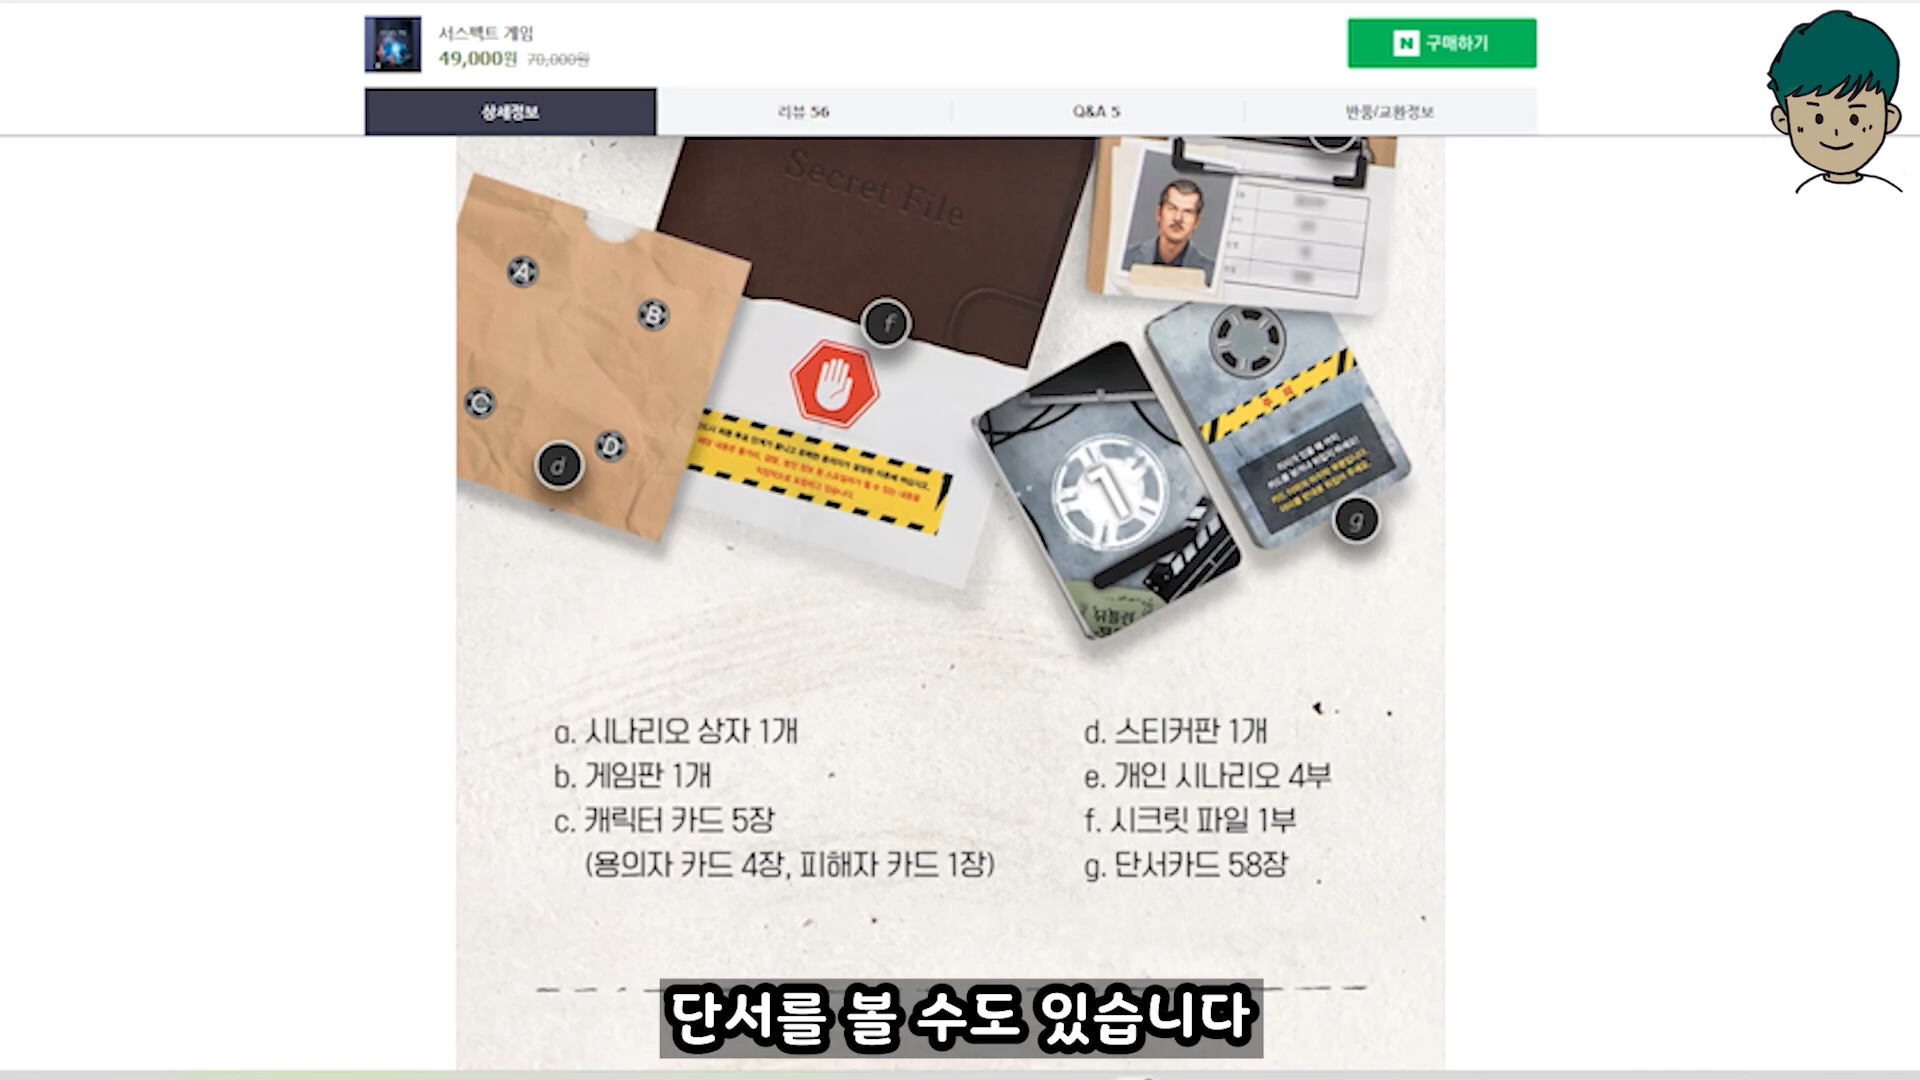 서스펙트 게임
49,000원 70,000원
N 구매하기
상세정보
리뷰 56
Q&A 5
반품/교환정보
Secret File
A
B
C
D
d
f
1
g
a. 시나리오 상자 1개
b. 게임판 1개
c. 캐릭터 카드 5장
(용의자 카드 4장, 피해자 카드 1장)
d. 스티커판 1개
e. 개인 시나리오 4부
f. 시크릿 파일 1부
g. 단서카드 58장
단서를 볼 수도 있습니다